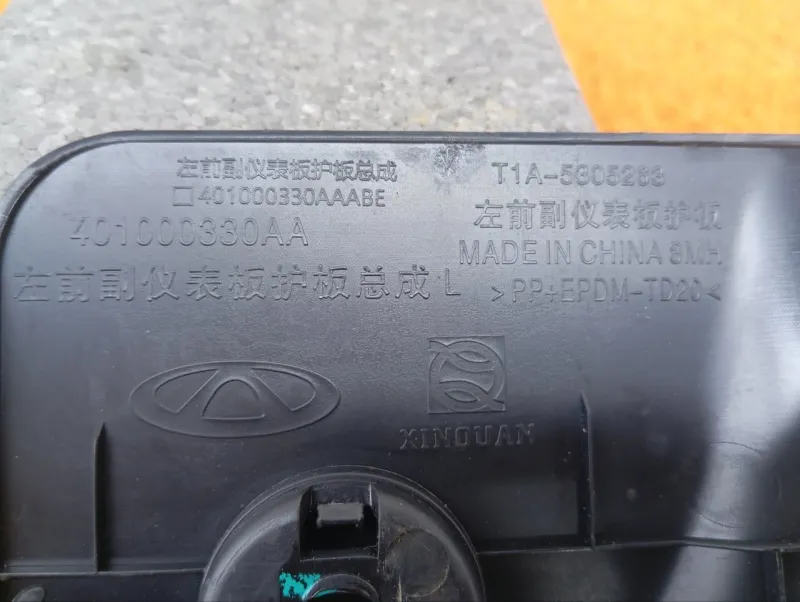 左前副仪表板护板总成
□401000330AAABE
401000330AA
左前副仪表板护板总成 L
T1A-5305263
左前副仪表板护板
MADE IN CHINA 8MH
>PP+EPDM-TD20<
XINQUAN